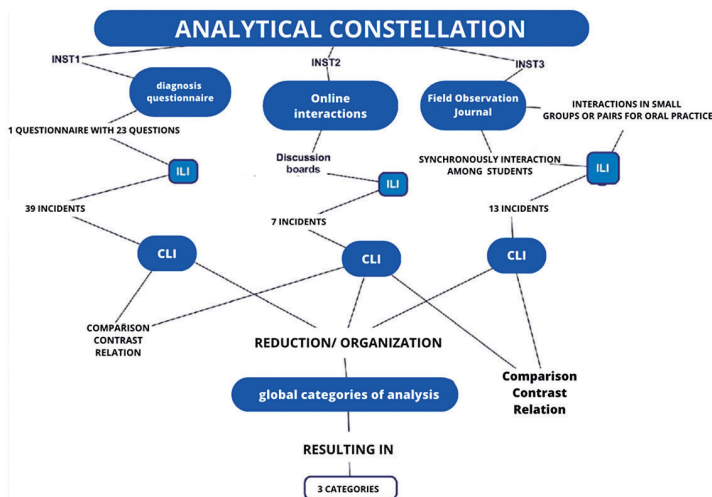 ANALYTICAL CONSTELLATION
INST1
INST2
INST3
diagnosis
questionnaire
Online
interactions
Field Observation
Journal
INTERACTIONS IN SMALL
GROUPS OR PAIRS FOR ORAL PRACTICE
1 QUESTIONNAIRE WITH 23 QUESTIONS
Discussion
boards
SYNCHRONOUSLY INTERACTION
AMONG STUDENTS
ILI
ILI
ILI
39 INCIDENTS
7 INCIDENTS
13 INCIDENTS
CLI
CLI
CLI
COMPARISON
CONTRAST
RELATION
REDUCTION/ ORGANIZATION
Comparison
Contrast
Relation
global categories of analysis
RESULTING IN
3 CATEGORIES